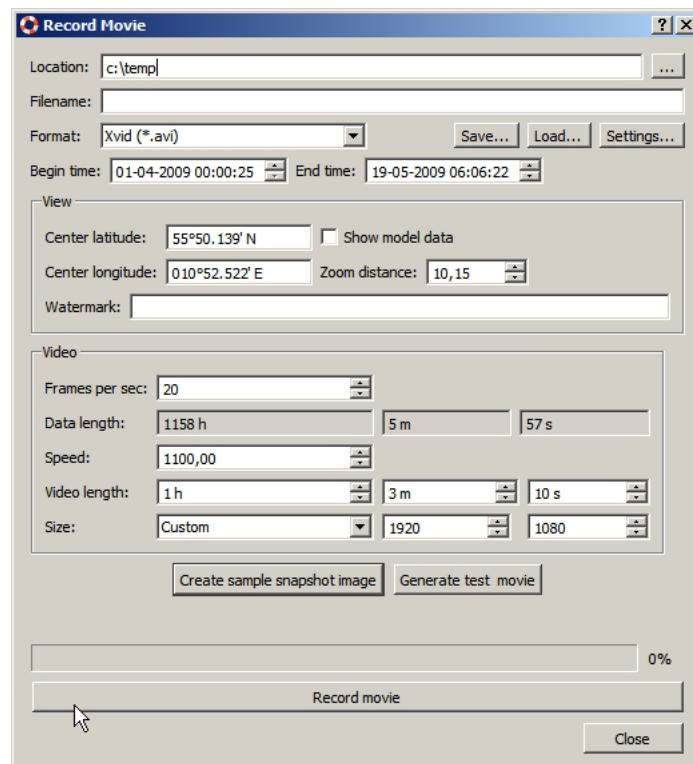 Record Movie ? X
Location: c:\temp ...
Filename:
Format: Xvid (*.avi) Save... Load... Settings...
Begin time: 01-04-2009 00:00:25 End time: 19-05-2009 06:06:22
View
Center latitude: 55°50.139' N Show model data
Center longitude: 010°52.522' E Zoom distance: 10,15
Watermark:
Video
Frames per sec: 20
Data length: 1158 h 5 m 57 s
Speed: 1100,00
Video length: 1 h 3 m 10 s
Size: Custom 1920 1080
Create sample snapshot image Generate test movie
0%
Record movie
Close